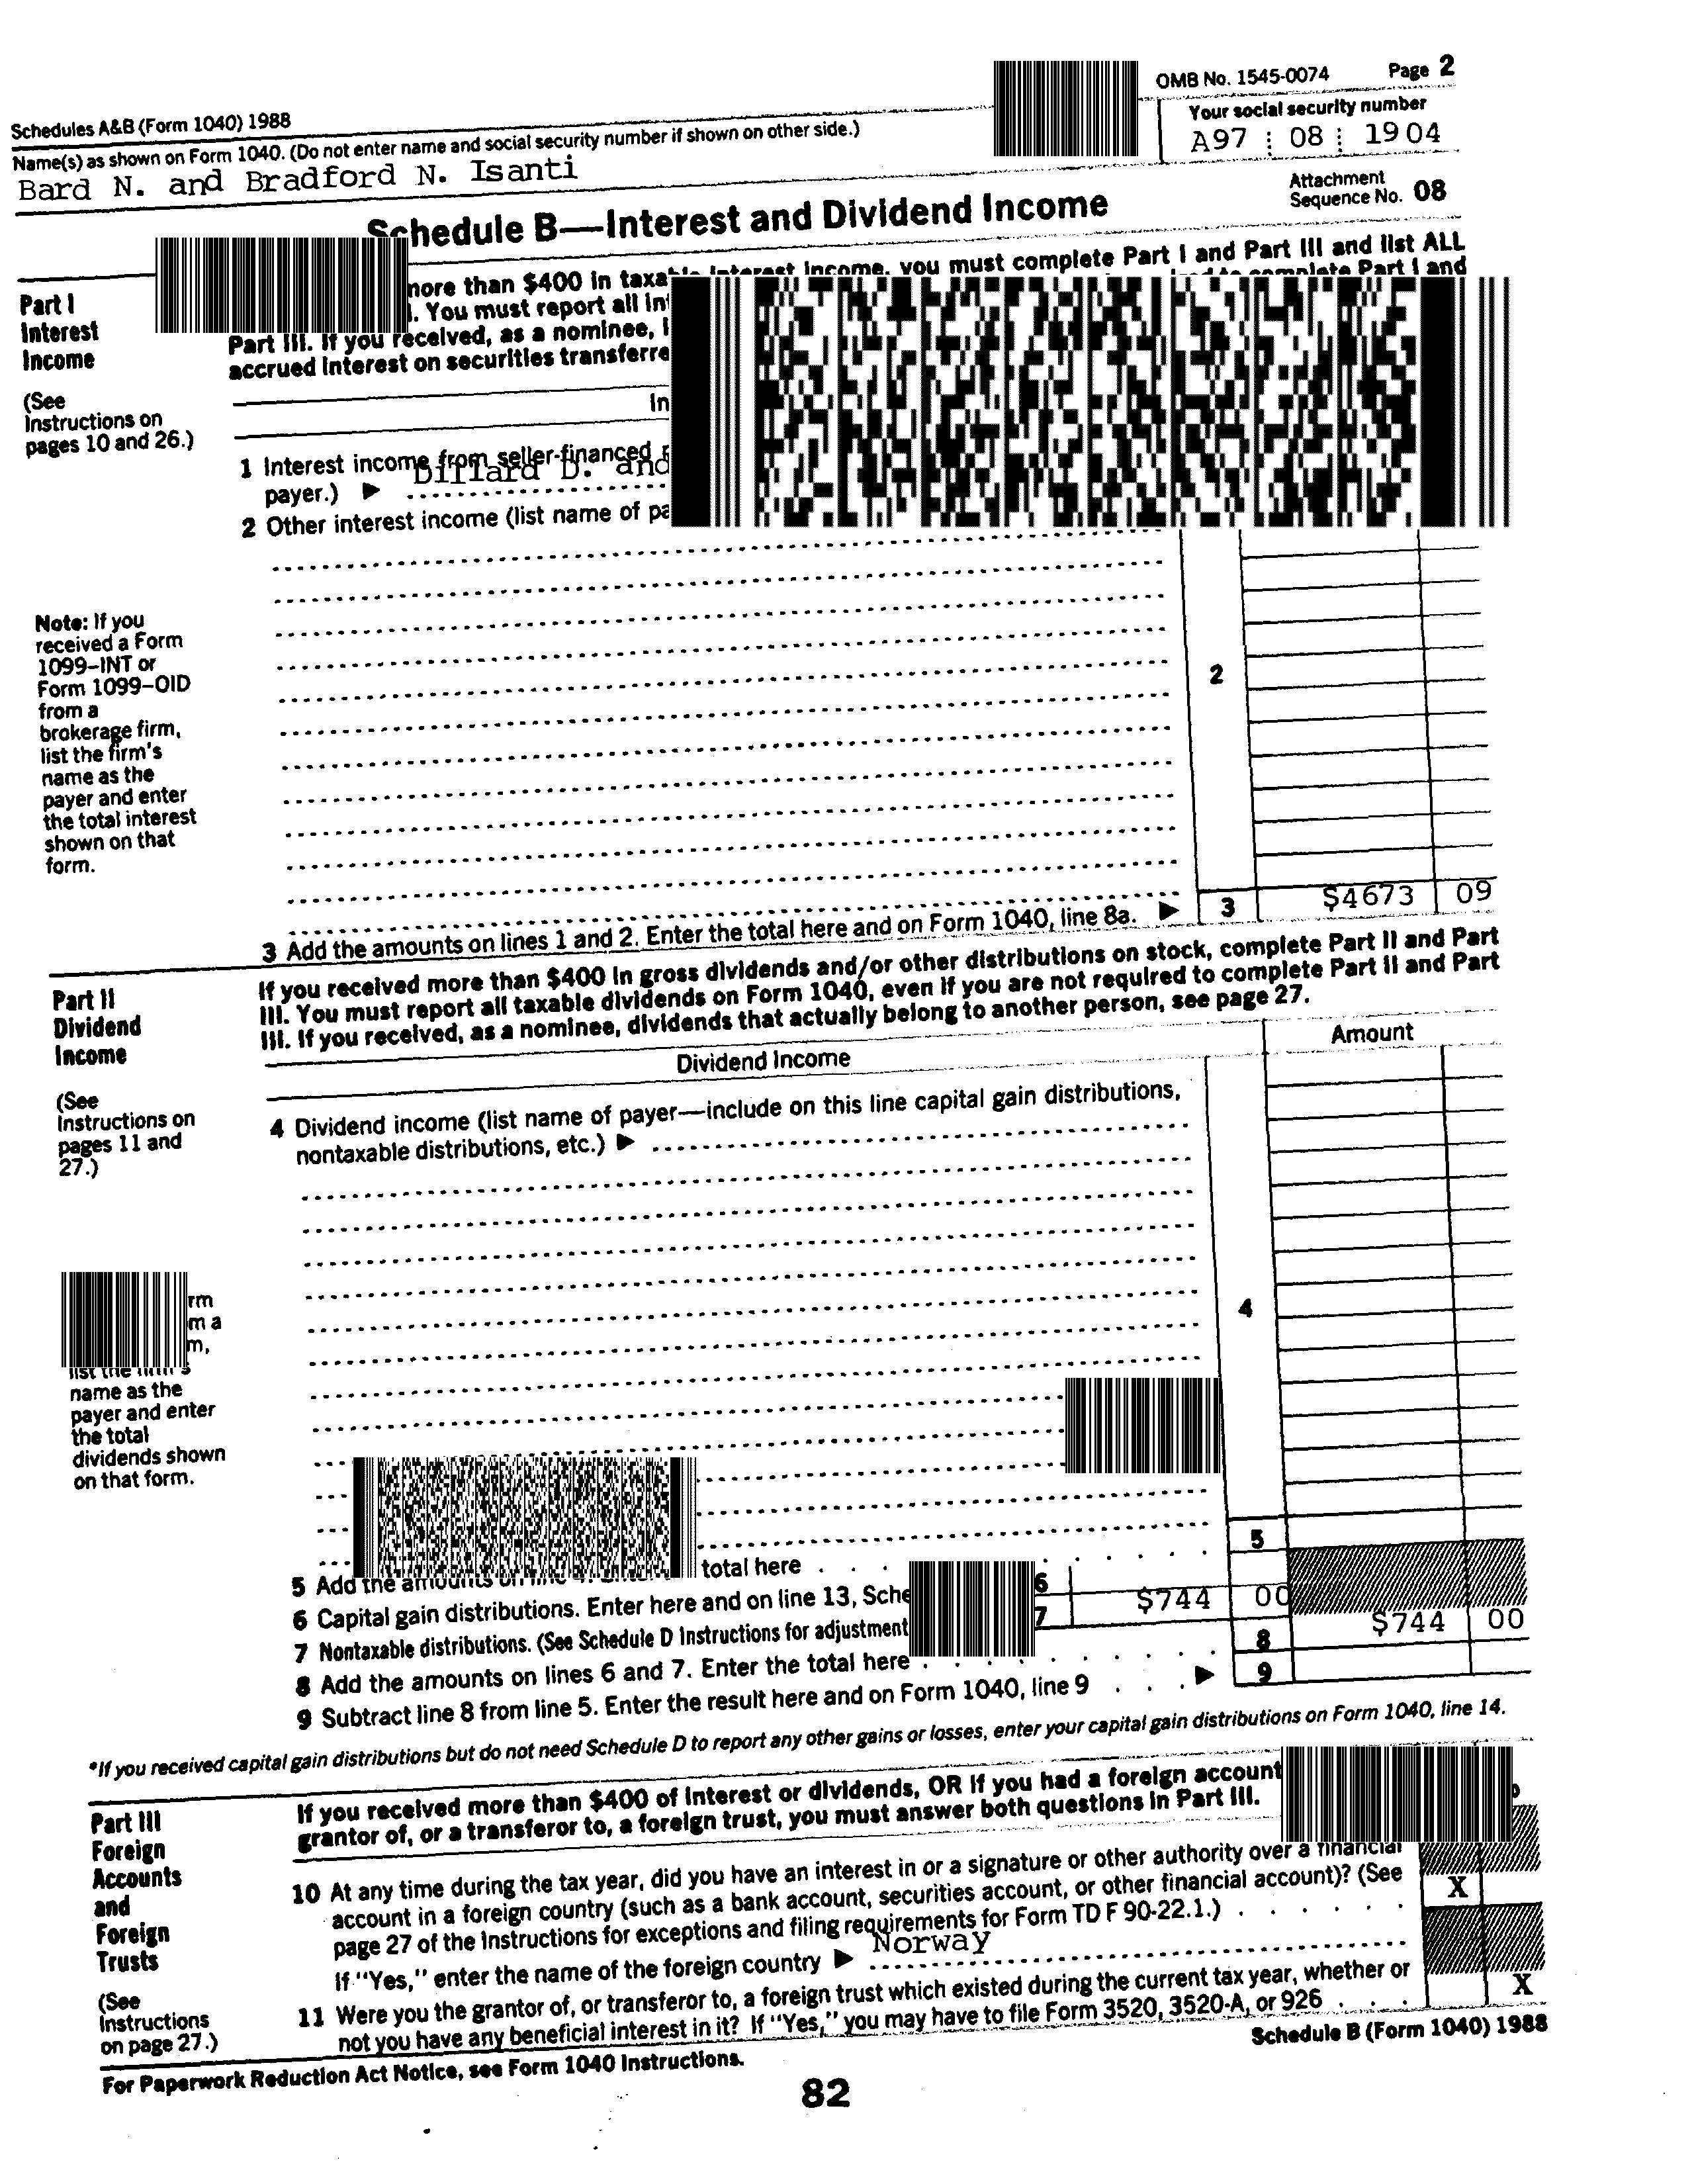 OMB No. 1545-0074 Page 2
Schedules A&B (Form 1040) 1988
Your social security number
Name(s) as shown on Form 1040. (Do not enter name and social security number if shown on other side.)
A97 08 1904
Bard N. and Bradford N. Isanti
Attachment
Sequence No. 08
Schedule B—Interest and Dividend Income
Part I
Interest
Income
(See
Instructions on
pages 10 and 26.)
more than $400 in taxable interest income, you must complete Part I and Part III and list ALL
You must report all
complete Part I and
Part III. If you received, as a nominee,
accrued interest on securities
1 Interest income from seller-financed
payer.) ▶ D. and
2 Other interest income (list name of
Note: If you
received a Form
1099–INT or
Form 1099–OID
from a
brokerage firm,
list the firm's
name as the
payer and enter
the total interest
shown on that
form.
2
3 Add the amounts on lines 1 and 2. Enter the total here and on Form 1040, line 8a. ▶ 3 $4673 09
Part II
Dividend
Income
(See
Instructions on
pages 11 and
27.)
If you received more than $400 in gross dividends and/or other distributions on stock, complete Part II and Part
III. You must report all taxable dividends on Form 1040, even if you are not required to complete Part II and Part
III. If you received, as a nominee, dividends that actually belong to another person, see page 27.
Dividend Income Amount
4 Dividend income (list name of payer—include on this line capital gain distributions,
nontaxable distributions, etc.) ▶
4
list the firm's
name as the
payer and enter
the total
dividends shown
on that form.
5 Add the amounts on line total here . . . 5
6 Capital gain distributions. Enter here and on line 13, 6 $744 00
7 Nontaxable distributions. (See Schedule D Instructions for 7
8 Add the amounts on lines 6 and 7. Enter the total here 8 $744 00
9 Subtract line 8 from line 5. Enter the result here and on Form 1040, line 9 . . . ▶ 9
*If you received capital gain distributions but do not need Schedule D to report any other gains or losses, enter your capital gain distributions on Form 1040, line 14.
Part III
Foreign
Accounts
and
Foreign
Trusts
(See
Instructions
on page 27.)
If you received more than $400 of interest or dividends, OR if you had a foreign account
grantor of, or a transferor to, a foreign trust, you must answer both questions in Part III.
10 At any time during the tax year, did you have an interest in or a signature or other authority over a financial
account in a foreign country (such as a bank account, securities account, or other financial account)? (See
page 27 of the Instructions for exceptions and filing requirements for Form TD F 90-22.1.) . . . . . . X
If "Yes," enter the name of the foreign country ▶ Norway
11 Were you the grantor of, or transferor to, a foreign trust which existed during the current tax year, whether or
not you have any beneficial interest in it? If "Yes," you may have to file Form 3520, 3520-A, or 926 . . . X
For Paperwork Reduction Act Notice, see Form 1040 Instructions.
Schedule B (Form 1040) 1988
82